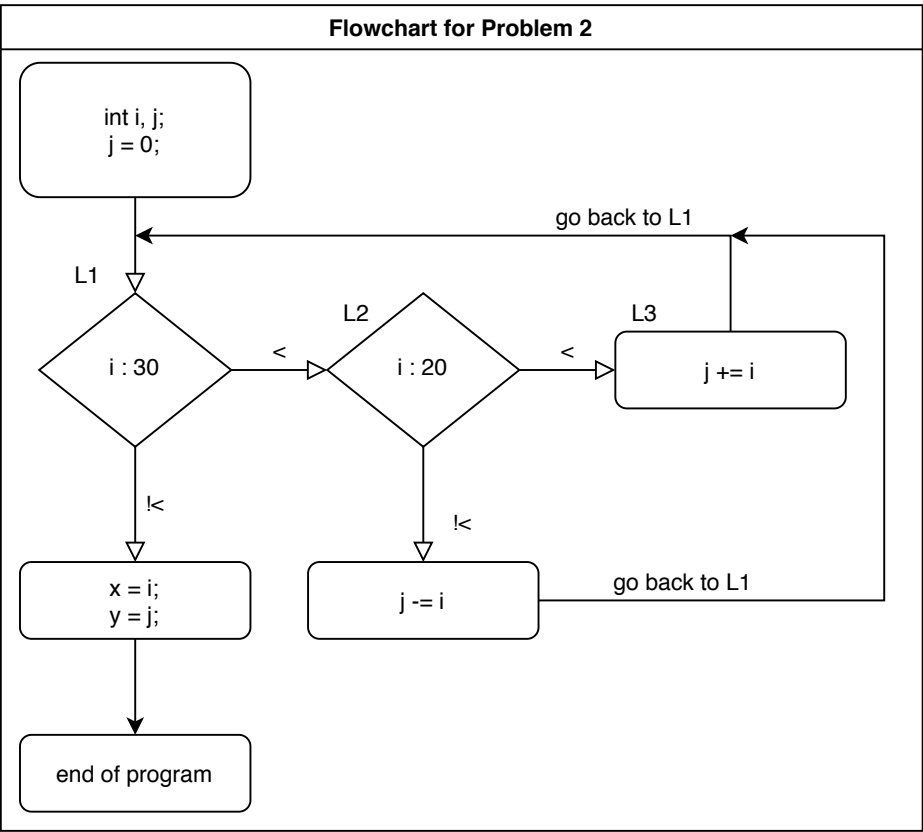 Flowchart for Problem 2
int i, j;
j = 0;
go back to L1
L1
L2
L3
i : 30
<
i : 20
<
j += i
!<
!<
x = i;
y = j;
j -= i
go back to L1
end of program